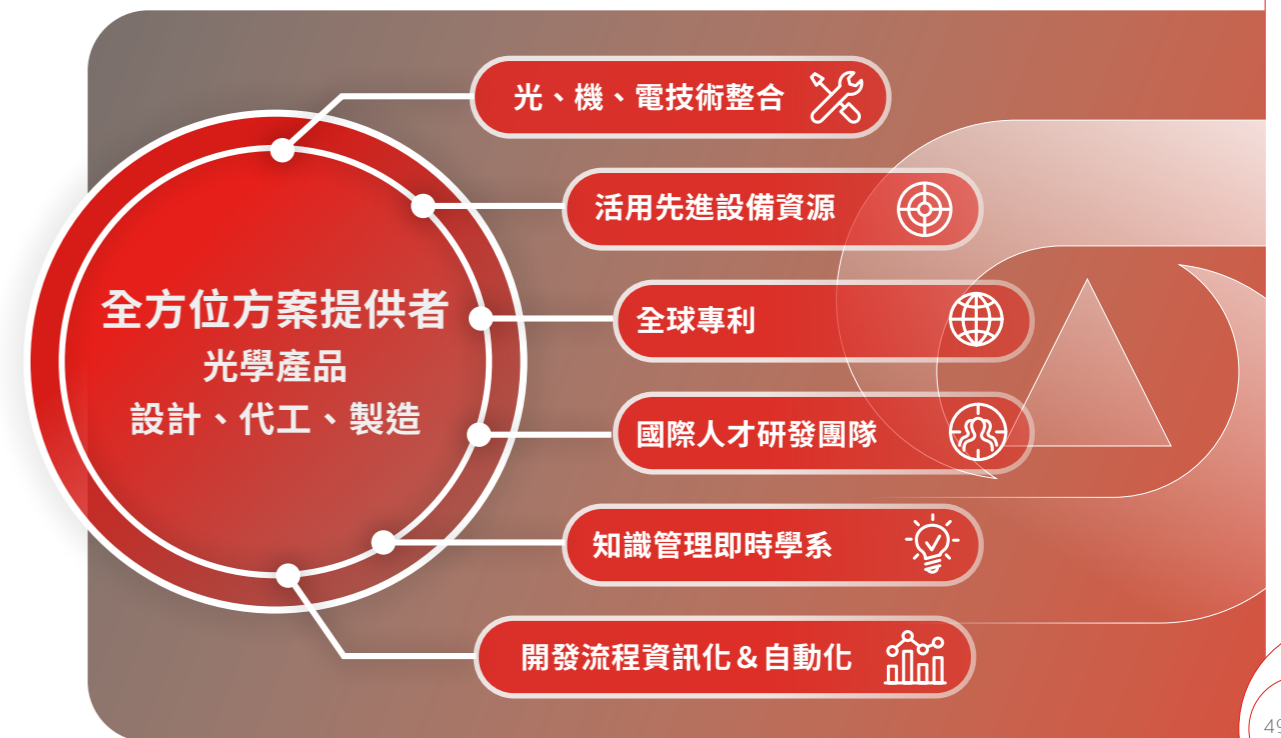 光、機、電技術整合
活用先進設備資源
全方位方案提供者
光學產品
設計、代工、製造
全球專利
國際人才研發團隊
知識管理即時學系
開發流程資訊化＆自動化
49